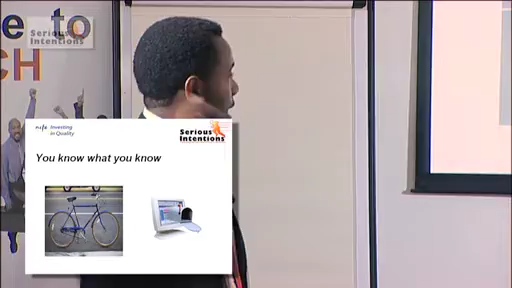 e to
CH
Serious
Intentions
Investing
in Quality
Serious
Intentions
You know what you know